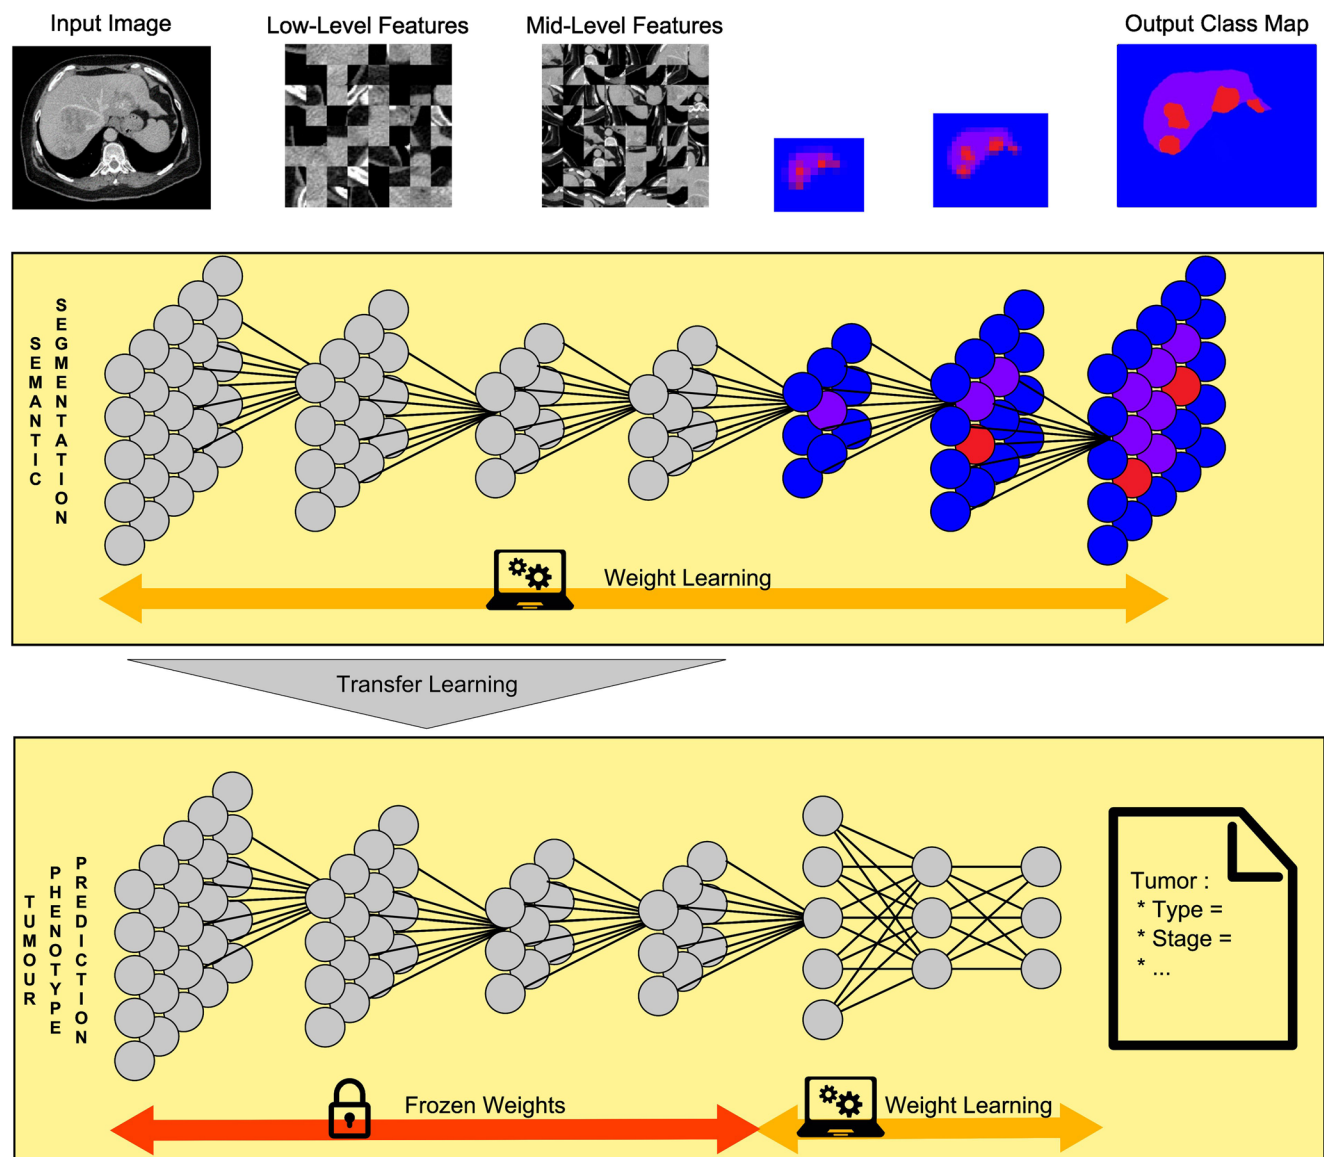 Input Image
Low-Level Features
Mid-Level Features
Output Class Map
SEMANTIC
SEGMENTATION
Weight Learning
Transfer Learning
TUMOUR
PHENOTYPE
PREDICTION
Tumor :
* Type =
* Stage =
* ...
Frozen Weights
Weight Learning